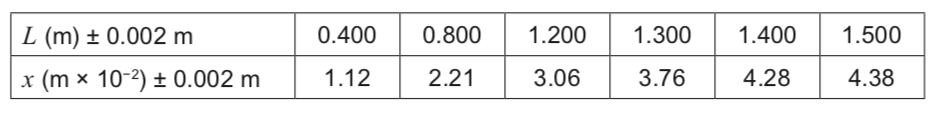 L (m) ± 0.002 m 0.400 0.800 1.200 1.300 1.400 1.500
x (m × 10⁻²) ± 0.002 m 1.12 2.21 3.06 3.76 4.28 4.38